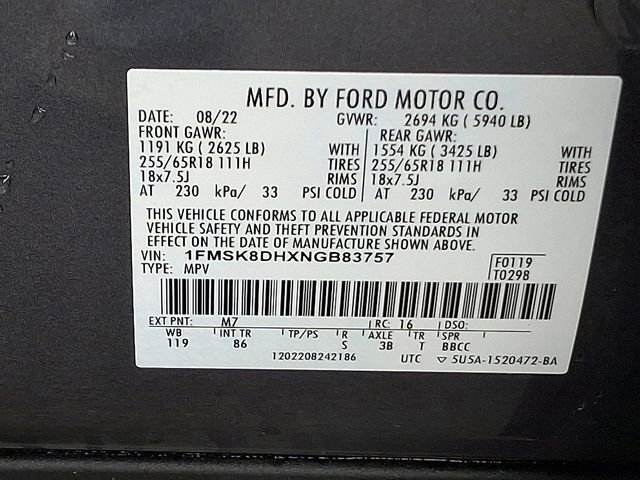 MFD. BY FORD MOTOR CO.
DATE: 08/22 GVWR: 2694 KG ( 5940 LB)
FRONT GAWR: REAR GAWR:
1191 KG ( 2625 LB) WITH 1554 KG ( 3425 LB) WITH
255/65R18 111H TIRES 255/65R18 111H TIRES
18x7.5J RIMS 18x7.5J RIMS
AT 230 kPa/ 33 PSI COLD AT 230 kPa/ 33 PSI COLD
THIS VEHICLE CONFORMS TO ALL APPLICABLE FEDERAL MOTOR
VEHICLE SAFETY AND THEFT PREVENTION STANDARDS IN
EFFECT ON THE DATE OF MANUFACTURE SHOWN ABOVE.
VIN: 1FMSK8DHXNGB83757 F0119
TYPE: MPV T0298
EXT PNT: M7 RC: 16 DSO:
WB INT TR TP/PS R AXLE TR SPR
119 86 S 3B T BBCC
1202208242186 UTC ▽ 5U5A-1520472-BA